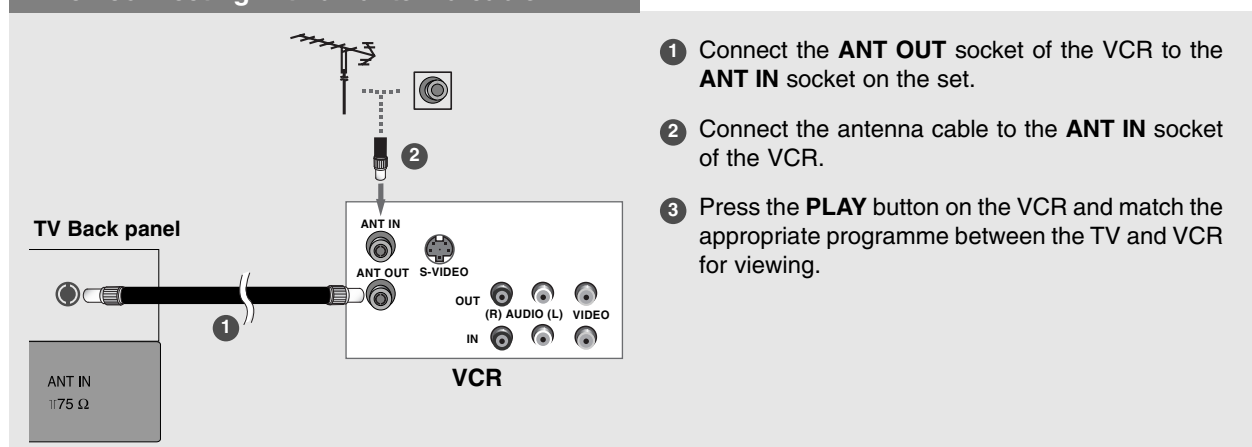 1 Connect the ANT OUT socket of the VCR to the
ANT IN socket on the set.
2 Connect the antenna cable to the ANT IN socket
of the VCR.
3 Press the PLAY button on the VCR and match the
appropriate programme between the TV and VCR
for viewing.
2
TV Back panel
ANT IN
ANT OUT S-VIDEO
OUT
(R) AUDIO (L) VIDEO
IN
1
VCR
ANT IN
75 Ω